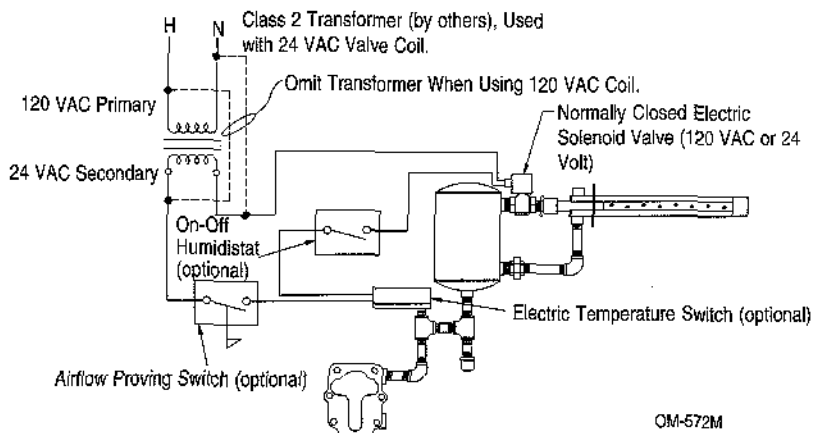 H
N
Class 2 Transformer (by others), Used
with 24 VAC Valve Coil.
Omit Transformer When Using 120 VAC Coil.
120 VAC Primary
Normally Closed Electric
Solenoid Valve (120 VAC or 24
Volt)
24 VAC Secondary
On-Off
Humidistat
(optional)
Electric Temperature Switch (optional)
Airflow Proving Switch (optional)
OM-572M